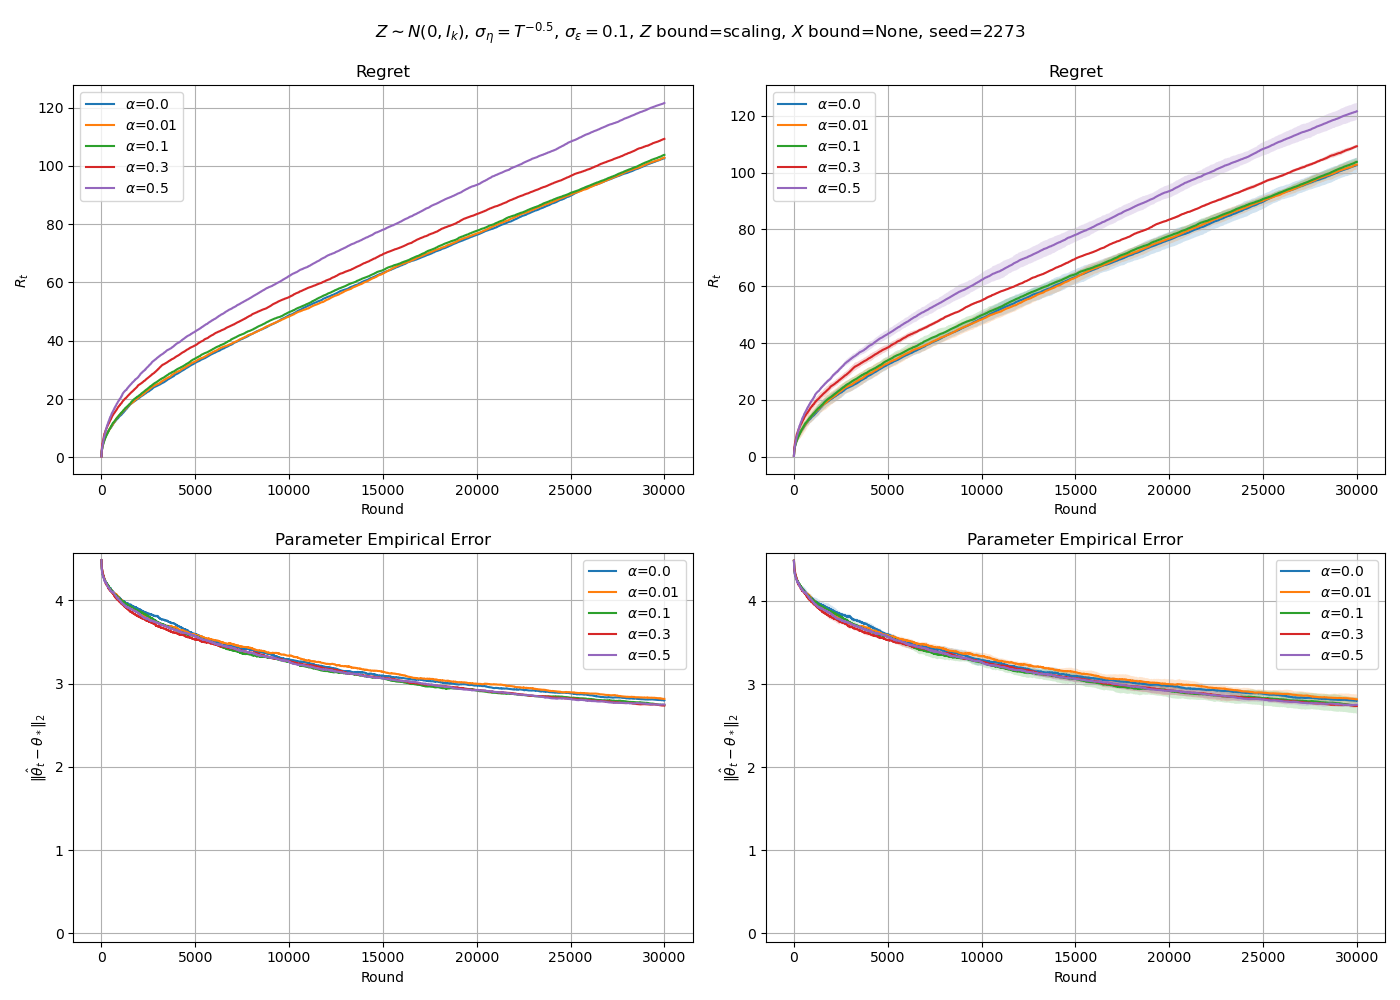 Z ∼ N(0, I_k), σ_η = T^{−0.5}, σ_ε = 0.1, Z bound=scaling, X bound=None, seed=2273
Regret
120
100
80
60
40
20
0
R_t
α=0.0
α=0.01
α=0.1
α=0.3
α=0.5
0 5000 10000 15000 20000 25000 30000
Round
Regret
120
100
80
60
40
20
0
R_t
α=0.0
α=0.01
α=0.1
α=0.3
α=0.5
0 5000 10000 15000 20000 25000 30000
Round
Parameter Empirical Error
4
3
2
1
0
‖θ̂_t − θ_*‖_2
α=0.0
α=0.01
α=0.1
α=0.3
α=0.5
0 5000 10000 15000 20000 25000 30000
Round
Parameter Empirical Error
4
3
2
1
0
‖θ̂_t − θ_*‖_2
α=0.0
α=0.01
α=0.1
α=0.3
α=0.5
0 5000 10000 15000 20000 25000 30000
Round